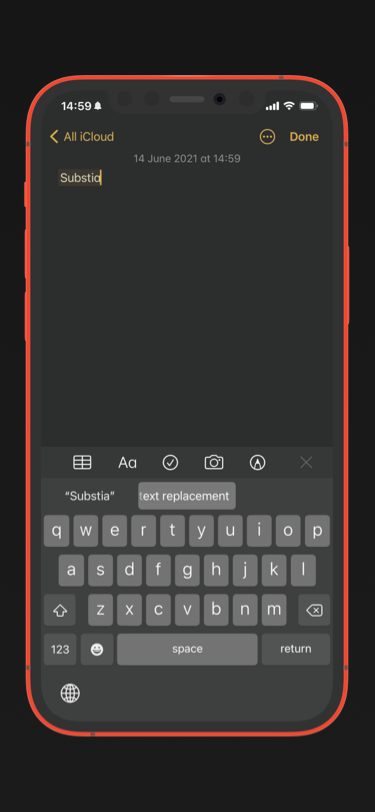 14:59
All iCloud
Done
14 June 2021 at 14:59
Substia
Aa
“Substia”
text replacement
q w e r t y u i o p
a s d f g h j k l
z x c v b n m
123
space
return